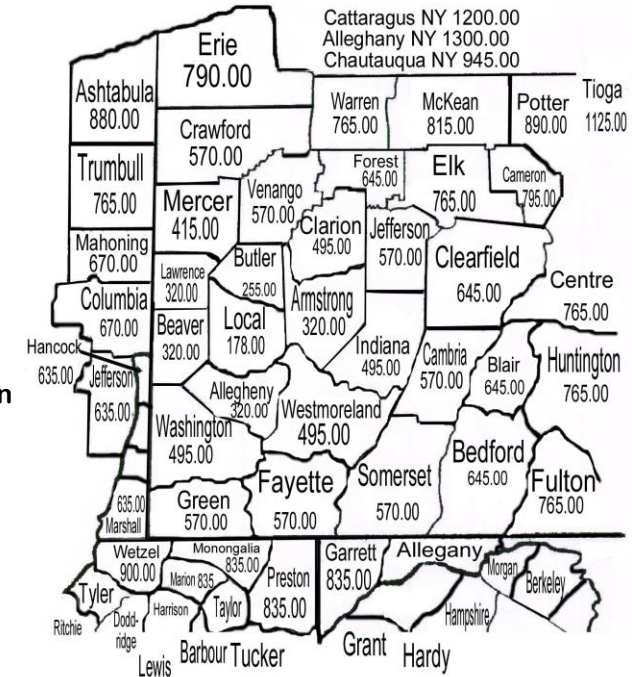 Cattaragus NY 1200.00
Alleghany NY 1300.00
Chautauqua NY 945.00
Erie
790.00
Ashtabula
880.00
Warren
765.00
McKean
815.00
Potter
890.00
Tioga
1125.00
Crawford
570.00
Trumbull
765.00
Forest
645.00
Elk
765.00
Cameron
795.00
Mercer
415.00
Venango
570.00
Clarion
495.00
Jefferson
570.00
Clearfield
645.00
Centre
765.00
Mahoning
670.00
Lawrence
320.00
Butler
255.00
Armstrong
320.00
Columbia
670.00
Beaver
320.00
Local
178.00
Indiana
495.00
Cambria
570.00
Blair
645.00
Huntington
765.00
Hancock
635.00
Jefferson
635.00
n
Allegheny
320.00
Westmoreland
495.00
Washington
495.00
Somerset
570.00
Bedford
645.00
Fulton
765.00
Fayette
570.00
Green
570.00
635.00
Marshall
Wetzel
900.00
Monongalia
835.00
Marion 835
Preston
835.00
Garrett
835.00
Allegany
Morgan
Berkeley
Tyler
Ritchie
Dodd-
ridge
Harrison
Taylor
Hampshire
Lewis
Barbour
Tucker
Grant
Hardy